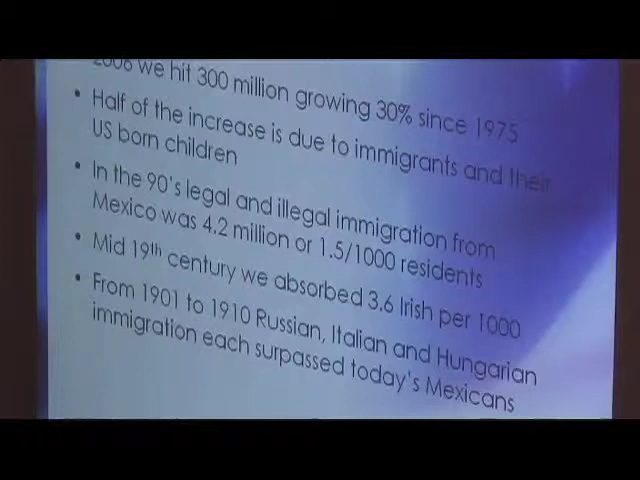 2006 we hit 300 million growing 30% since 1975
• Half of the increase is due to immigrants and their
US born children
• In the 90's legal and illegal immigration from
Mexico was 4.2 million or 1.5/1000 residents
• Mid 19th century we absorbed 3.6 Irish per 1000
• From 1901 to 1910 Russian, Italian and Hungarian
immigration each surpassed today's Mexicans